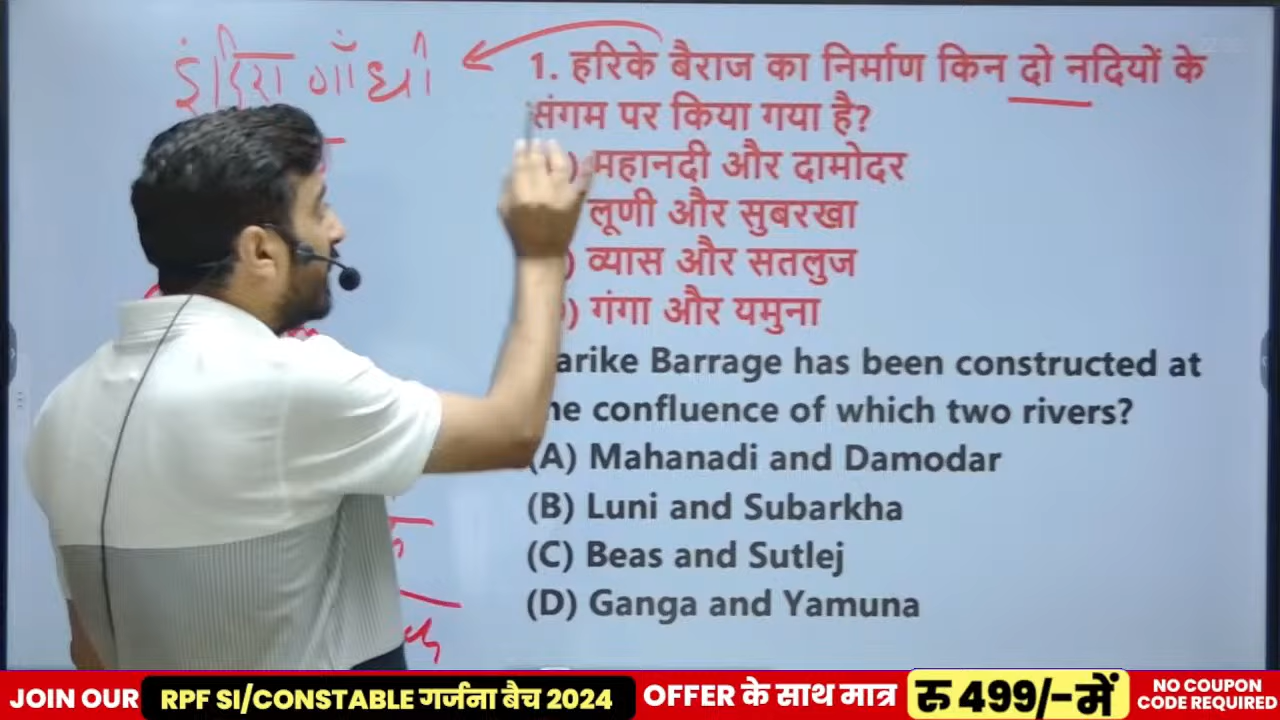 इंदिरा गाँधी
1. हरिके बैराज का निर्माण किन दो नदियों के
संगम पर किया गया है?
) महानदी और दामोदर
लूणी और सुबरखा
) व्यास और सतलुज
) गंगा और यमुना
arike Barrage has been constructed at
he confluence of which two rivers?
(A) Mahanadi and Damodar
(B) Luni and Subarkha
(C) Beas and Sutlej
(D) Ganga and Yamuna
JOIN OUR RPF SI/CONSTABLE गर्जना बैच 2024 OFFER के साथ मात्र रु 499/-में NO COUPON CODE REQUIRED